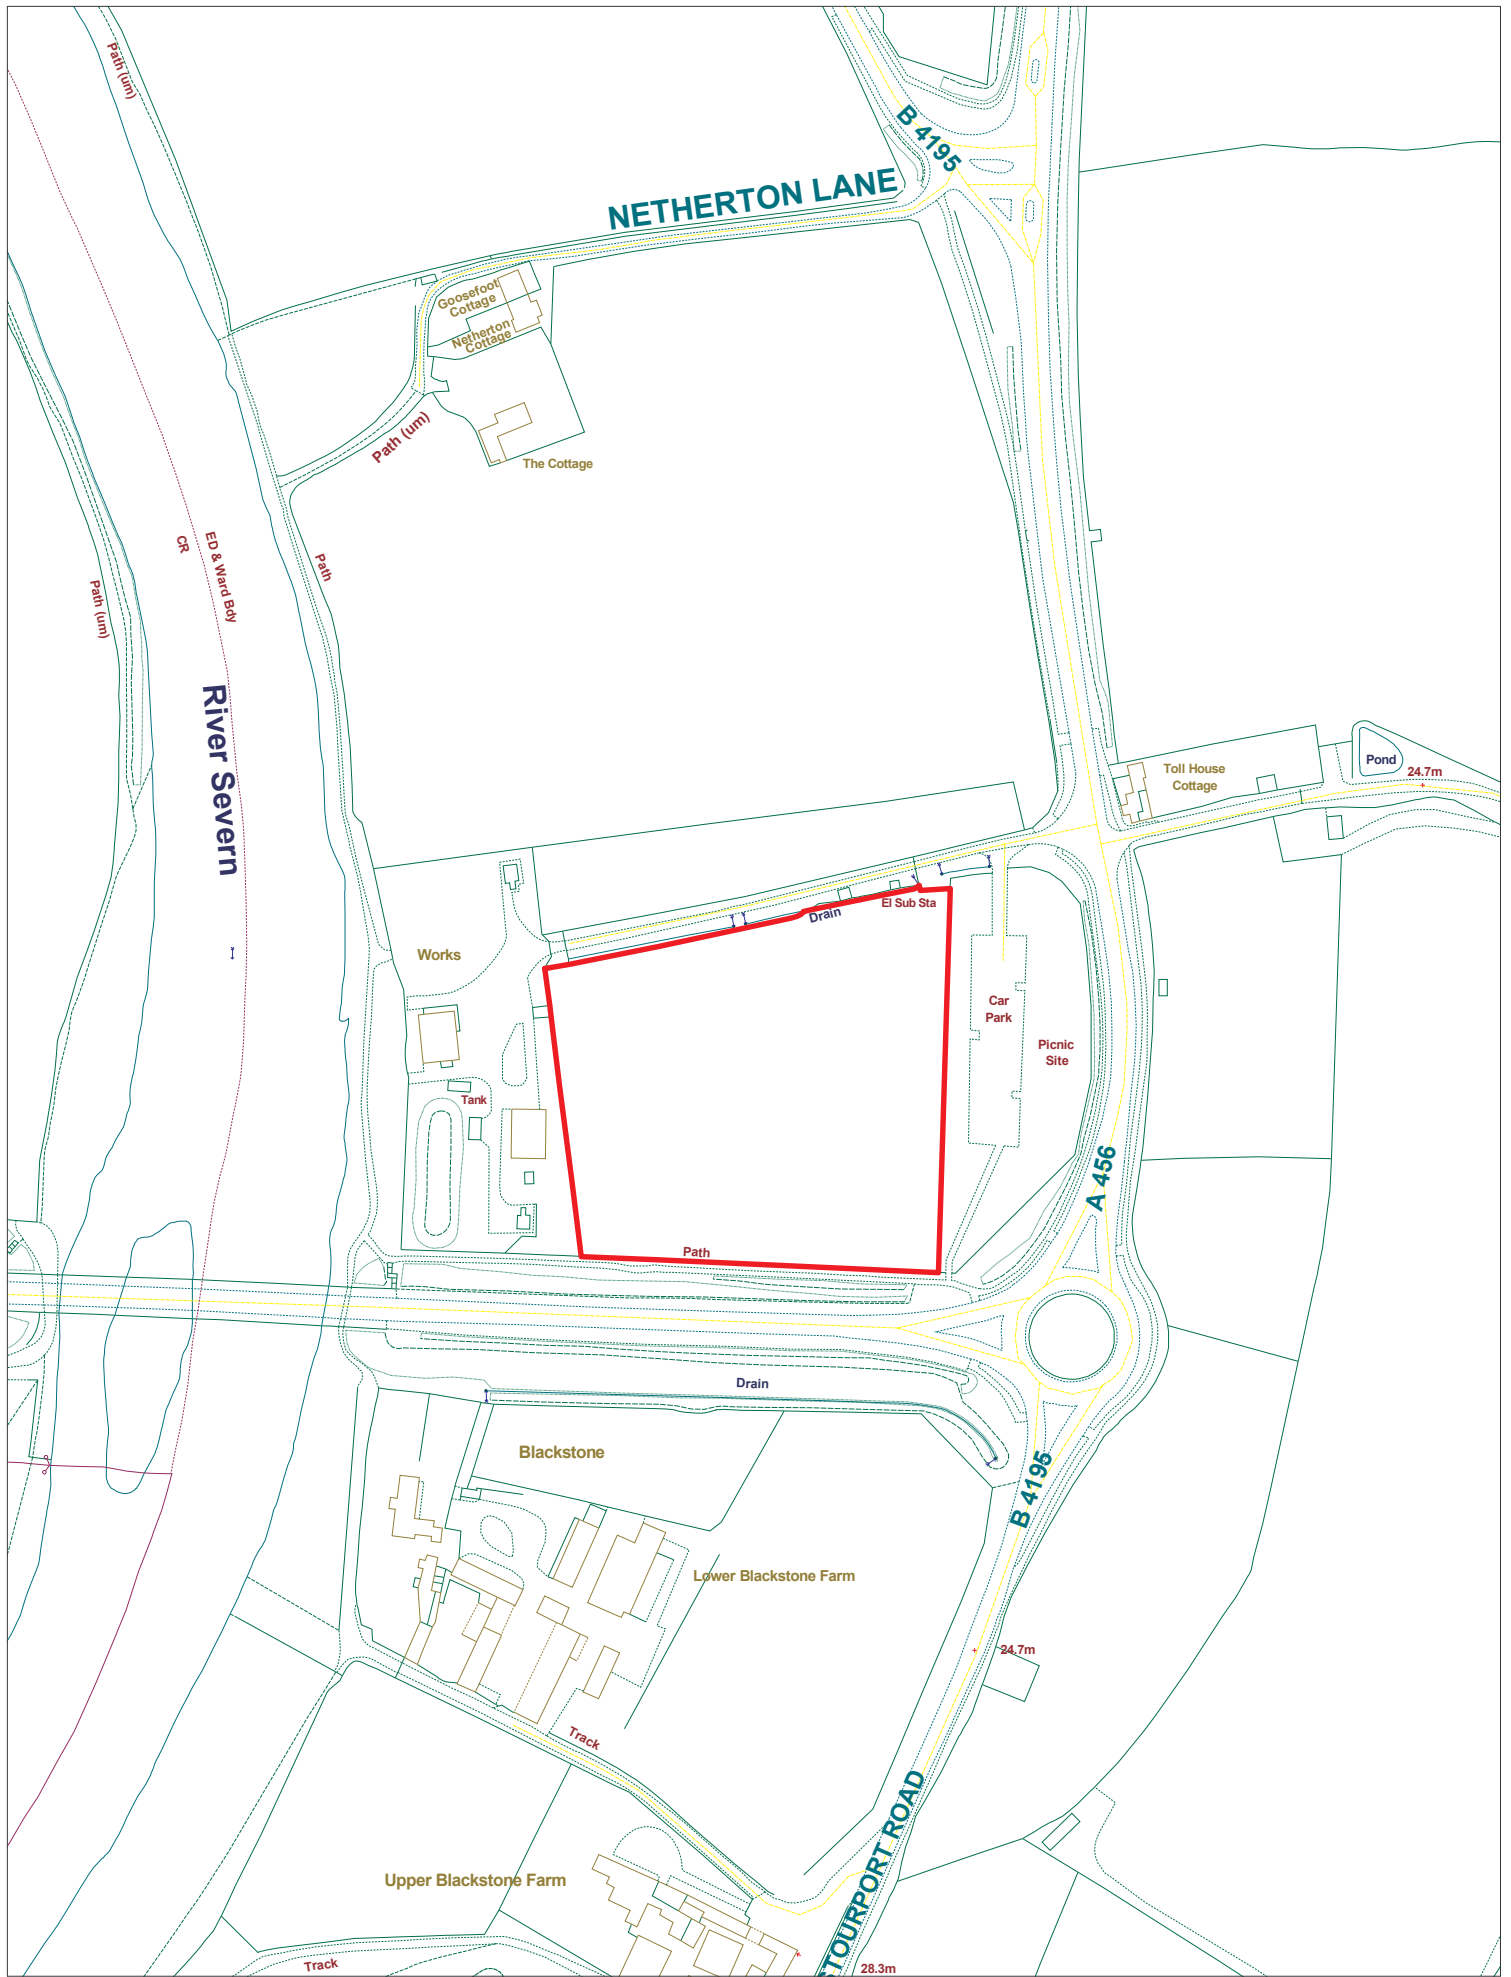 Path (um)
B 4195
NETHERTON LANE
Goosefoot
Cottage
Netherton
Cottage
Path (um)
The Cottage
CR
ED & Ward Bdy
Path
Path (um)
River Severn
Toll House
Cottage
Pond
24.7m
El Sub Sta
Drain
Works
Car
Park
Picnic
Site
Tank
A 456
Path
Drain
Blackstone
B 4195
Lower Blackstone Farm
24.7m
Track
STOURPORT ROAD
Upper Blackstone Farm
Track
28.3m